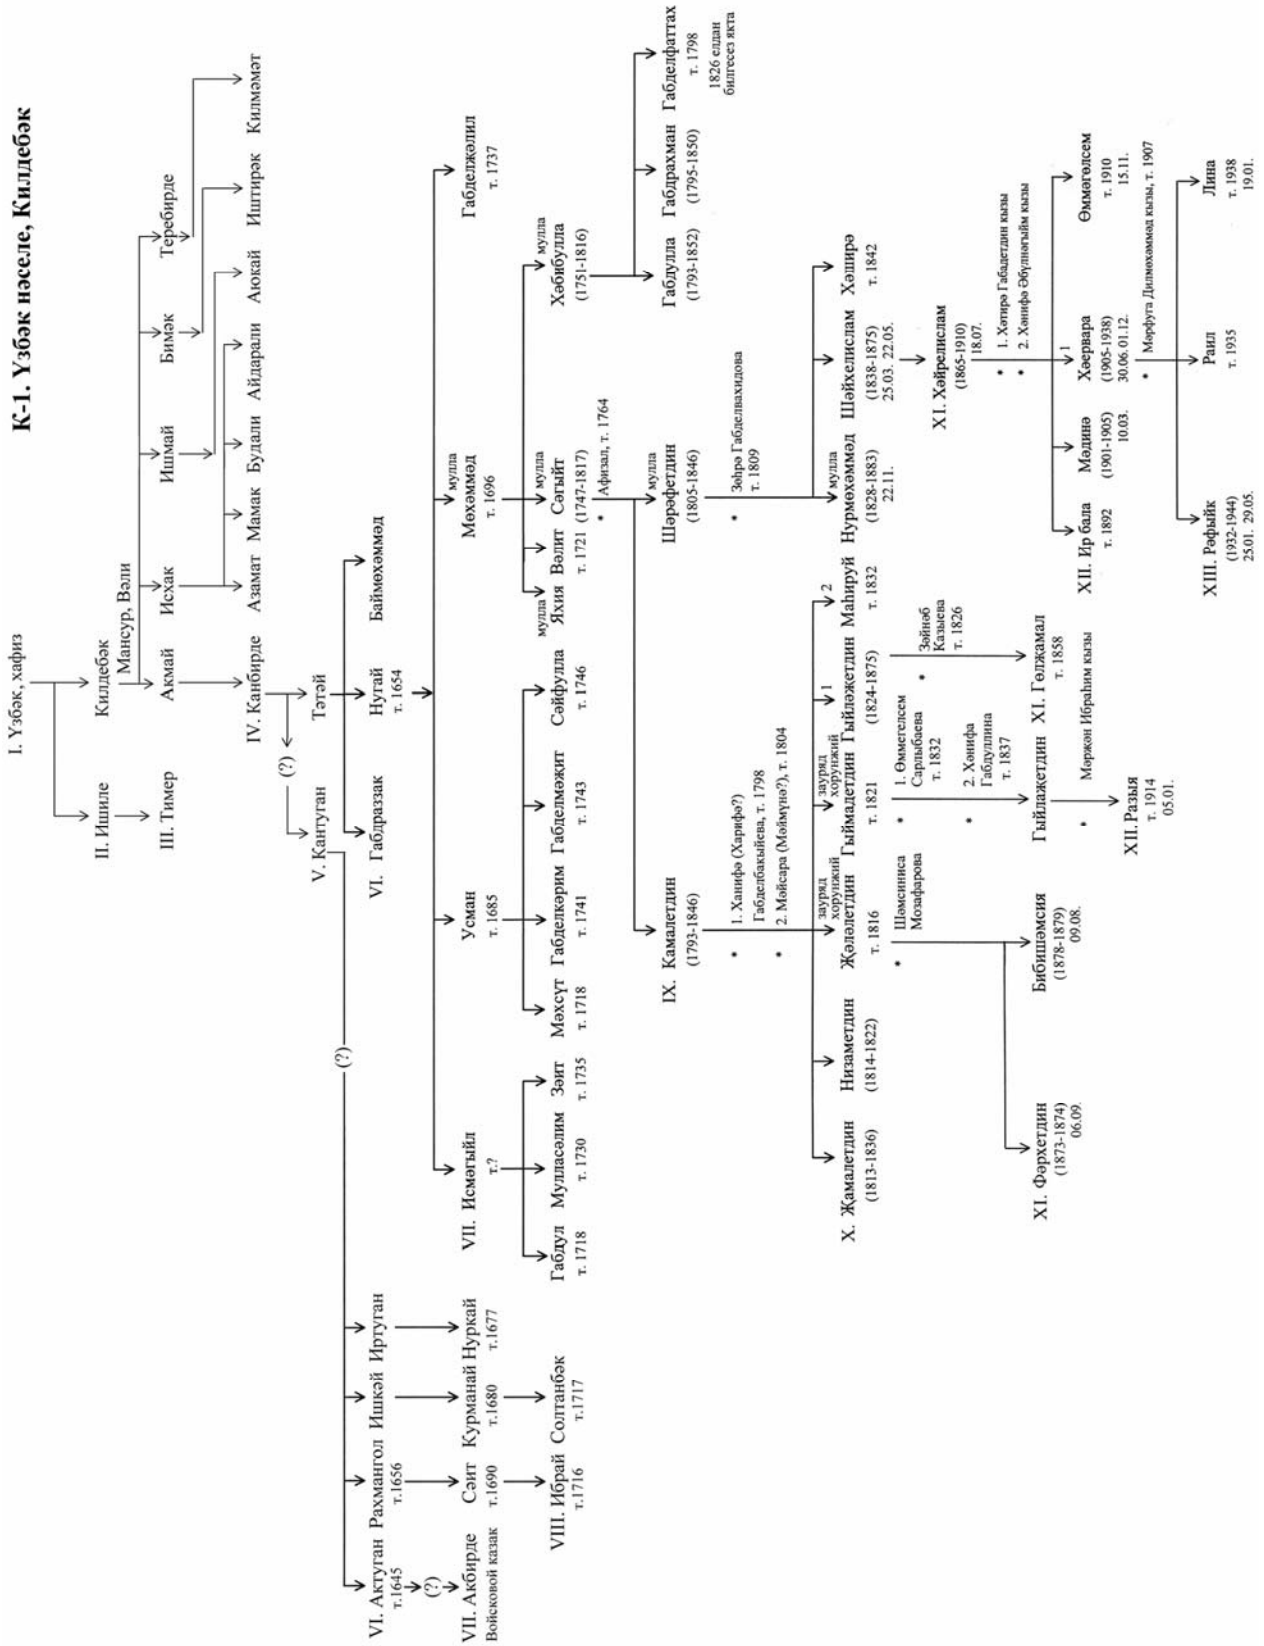 К-1. Үзбәк нәселе, Килдебәк
I. Үзбәк, хафиз
II. Ишиле
Килдебәк
Мансур, Вәли
III. Тимер
Акмай
Исхак
Ишмай
Бимәк
Теребирде
IV. Канбирде
Азамат
Мамак
Будали
Айдарали
Аюкай
Иштирәк
Килмәмәт
(?)
V. Кантуган
Тәтәй
(?)
VI. Актуган
т.1645
Рахмангол
т.1656
Ишкәй
Иртуган
VI. Габдраззак
Нугай
т. 1654
Баймөхәммәд
(?)
VII. Акбирде
Войсковой казак
Сәит
т.1690
Курманай
т.1680
Нуркай
т.1677
VII. Исмәгыйл
т.?
Усман
т. 1685
мулла
Мөхәммәд
т. 1696
Габделҗәлил
т. 1737
VIII. Ибрай
т.1716
Солтанбәк
т.1717
Габдул
т. 1718
Мулласәлим
т. 1730
Зәит
т. 1735
Мәхсүт
т. 1718
Габделкәрим
т. 1741
Габделмәҗит
т. 1743
Сәйфулла
т. 1746
мулла
Яхия
Вәлит
т. 1721
мулла
Сәгыйт
(1747-1817)
мулла
Хәбибулла
(1751-1816)
* Афизал, т. 1764
IX. Камалетдин
(1793-1846)
мулла
Шәрәфетдин
(1805-1846)
Габдулла
(1793-1852)
Габдрахман
(1795-1850)
Габделфаттах
т. 1798
1826 елдан
билгесез якта
* 1. Ханифә (Харифә?)
Габделбакыйева, т. 1798
* 2. Мәйсара (Мәймүнә?), т. 1804
* Зөһрә Габделвахидова
т. 1809
X. Җамалетдин
(1813-1836)
Низаметдин
(1814-1822)
зауряд
хорунжий
Җәләлетдин
т. 1816
зауряд
хорунжий
Гыймадетдин
т. 1821
1
Гыйләҗетдин
(1824-1875)
2
Маһируй
т. 1832
мулла
Нурмөхәммәд
(1828-1883)
22.11.
Шәйхелислам
(1838-1875)
25.03. 22.05.
Хәширә
т. 1842
* Шәмсиниса
Мозафарова
* 1. Өммегелсем
Сарлыбаева
т. 1832
* 2. Хәнифа
Габдуллина
т. 1837
* Зәйнәб
Казыева
т. 1826
XI. Хәйрелислам
(1865-1910)
18.07.
* 1. Хәтирә Габадетдин кызы
* 2. Хәнифә Әбүлнәгыйм кызы
XI. Фәрхетдин
(1873-1874)
06.09.
Бибишәмсия
(1878-1879)
09.08.
Гыйлаҗетдин
XI. Гөлҗамал
т. 1858
* Мәрҗән Ибраһим кызы
XII. Разыя
т. 1914
05.01.
XII. Ир бала
т. 1892
Мәдинә
(1901-1905)
10.03.
1
Хәервара
(1905-1938)
30.06. 01.12.
Өммәгөлсем
т. 1910
15.11.
* Мәрфуга Дилмөхәммәд кызы, т. 1907
XIII. Рәфыйк
(1932-1944)
25.01. 29.05.
Раил
т. 1935
Лина
т. 1938
19.01.